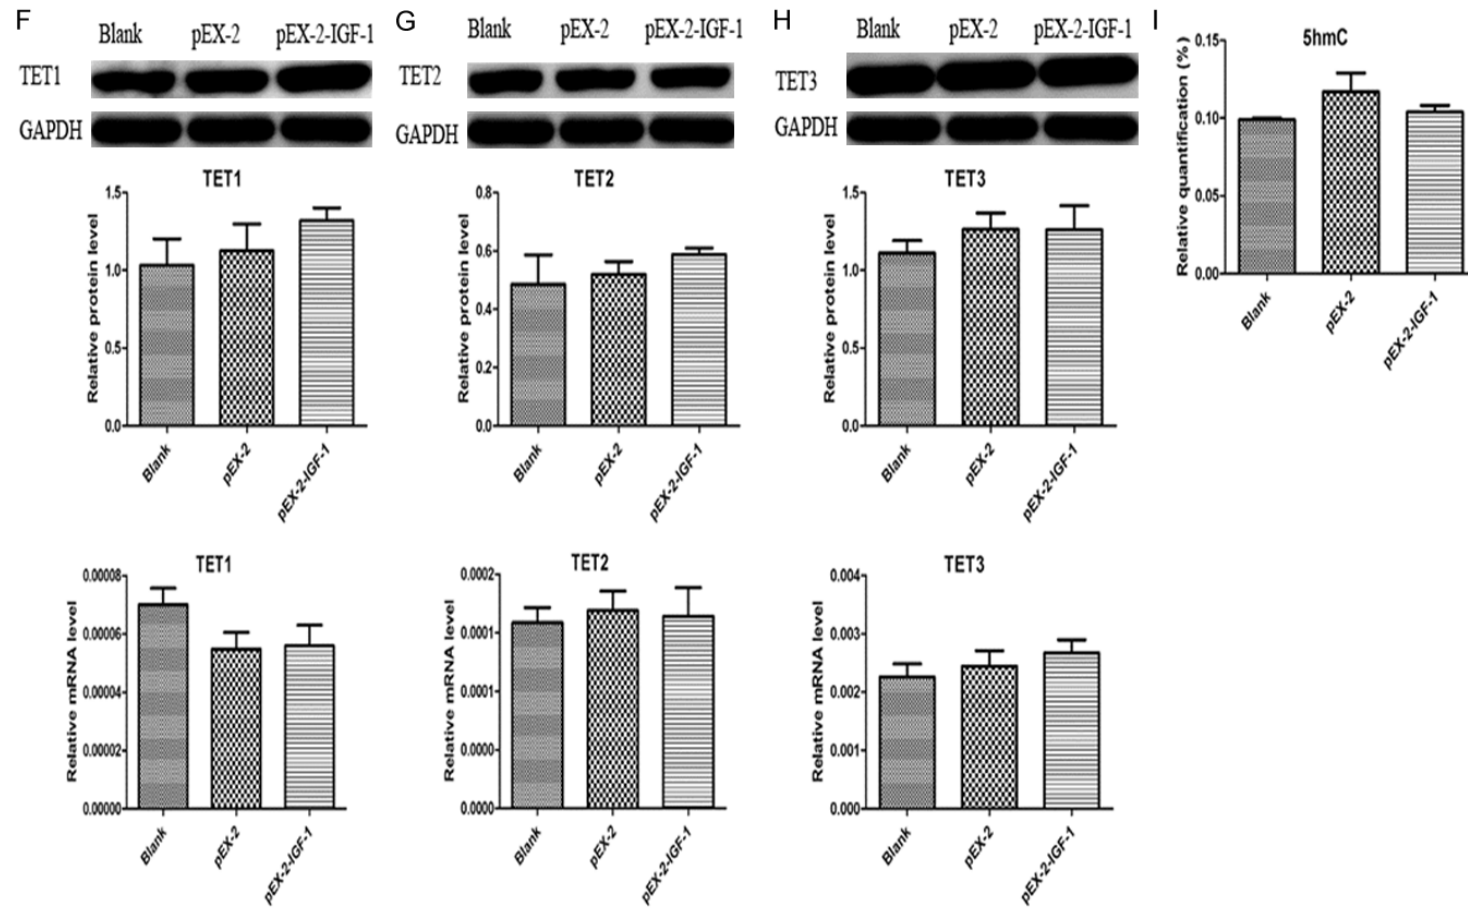 F
Blank pEX-2 pEX-2-IGF-1
TET1
GAPDH
TET1
Relative protein level
1.5
1.0
0.5
0.0
Blank
pEX-2
pEX-2-IGF-1
TET1
Relative mRNA level
0.00008
0.00006
0.00004
0.00002
0.00000
Blank
pEX-2
pEX-2-IGF-1
G
Blank pEX-2 pEX-2-IGF-1
TET2
GAPDH
TET2
Relative protein level
0.8
0.6
0.4
0.2
0.0
Blank
pEX-2
pEX-2-IGF-1
TET2
Relative mRNA level
0.0002
0.0001
0.0001
0.0000
0.0000
Blank
pEX-2
pEX-2-IGF-1
H
Blank pEX-2 pEX-2-IGF-1
TET3
GAPDH
TET3
Relative protein level
1.5
1.0
0.5
0.0
Blank
pEX-2
pEX-2-IGF-1
TET3
Relative mRNA level
0.004
0.003
0.002
0.001
0.000
Blank
pEX-2
pEX-2-IGF-1
I
5hmC
Relative quantification (%)
0.15
0.10
0.05
0.00
Blank
pEX-2
pEX-2-IGF-1